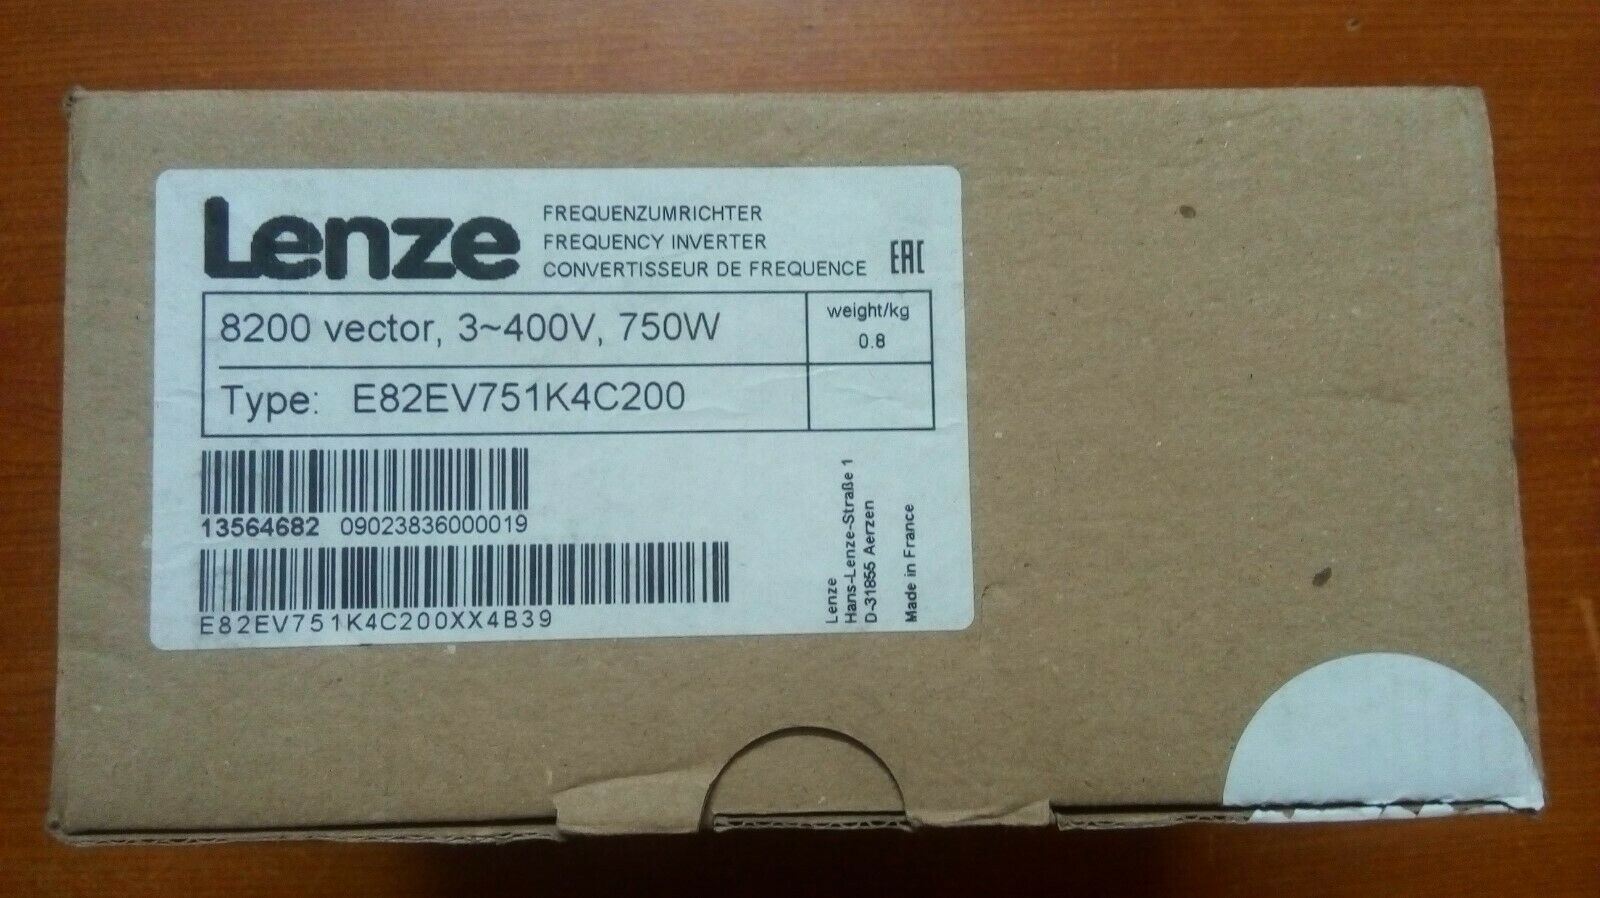 Lenze
FREQUENZUMRICHTER
FREQUENCY INVERTER
CONVERTISSEUR DE FREQUENCE
EAC
8200 vector, 3~400V, 750W
weight/kg
0.8
Type: E82EV751K4C200
13564682 09023836000019
E82EV751K4C200XX4B39
Lenze
Hans-Lenze-Straße 1
D-31855 Aerzen
Made in France